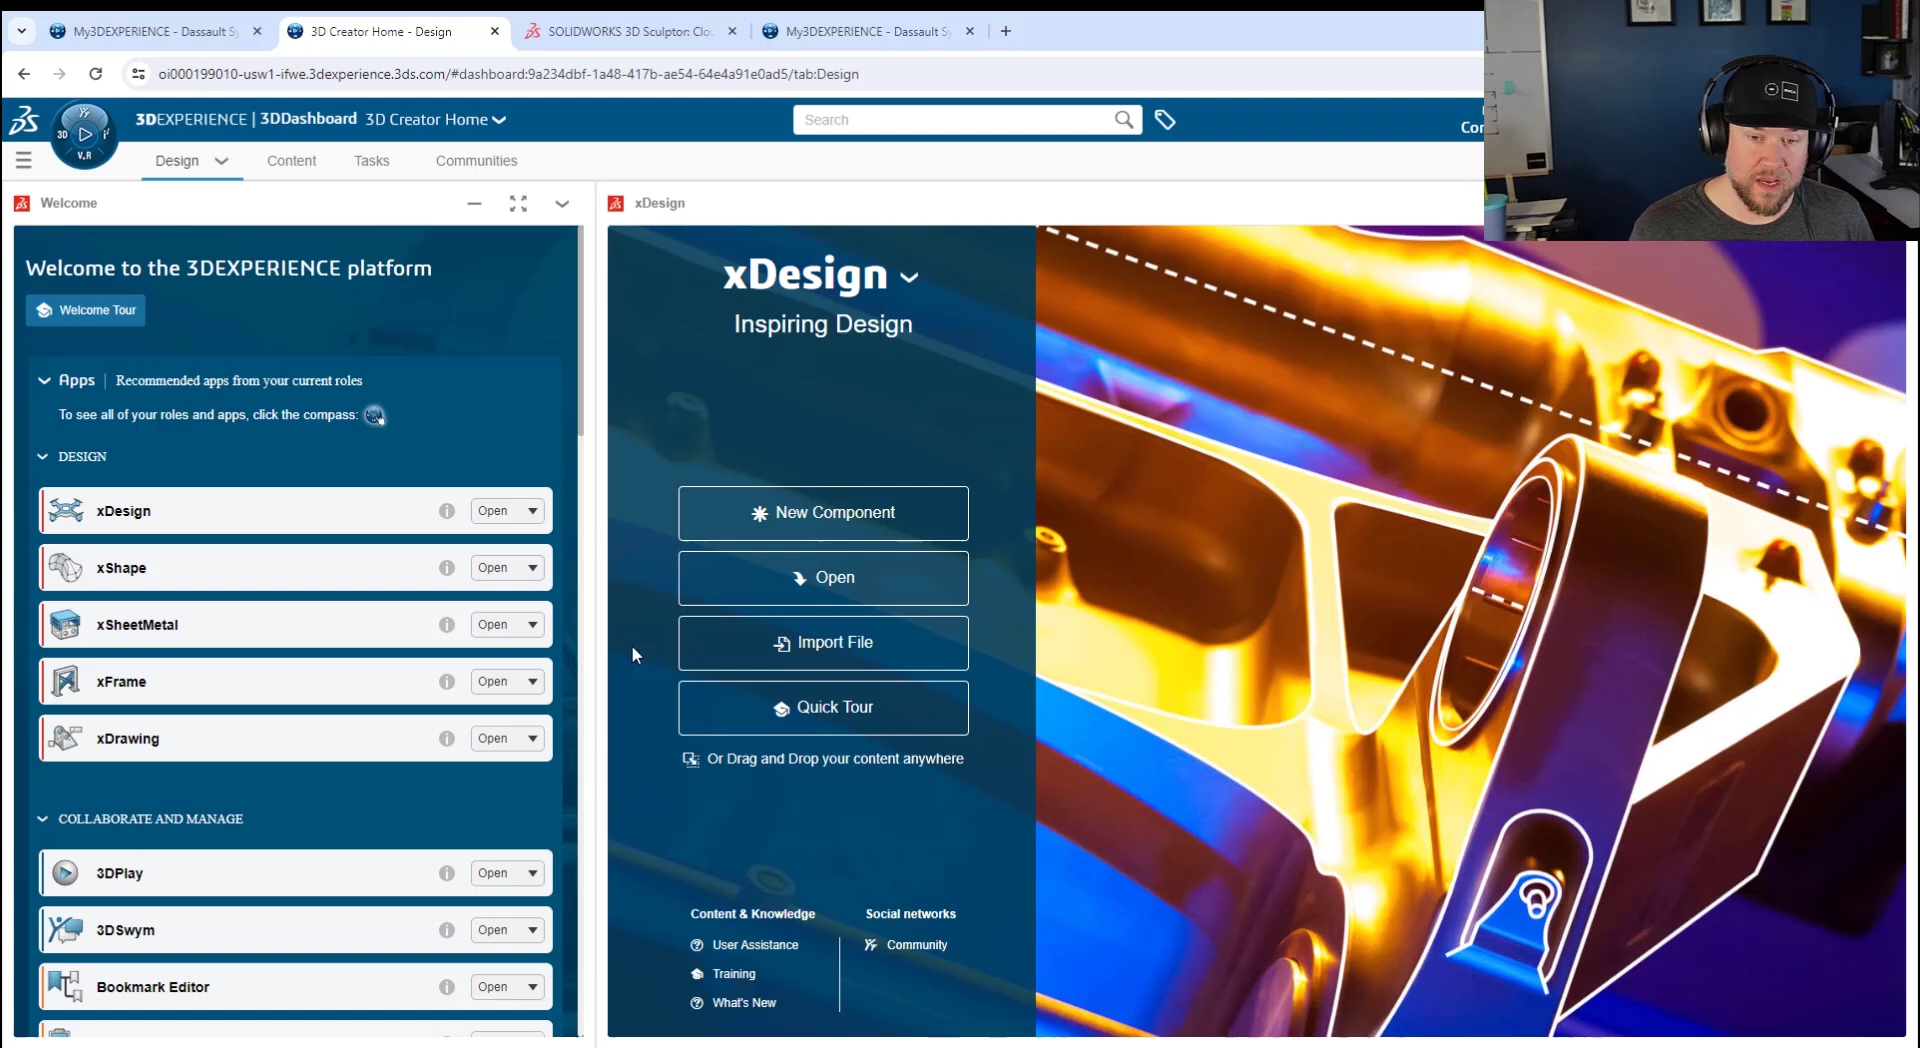 My3DEXPERIENCE - Dassault Sy
3D Creator Home - Design
SOLIDWORKS 3D Sculptor: Clo
My3DEXPERIENCE - Dassault Sy
oi000199010-usw1-ifwe.3dexperience.3ds.com/#dashboard:9a234dbf-1a48-417b-ae54-64e4a91e0ad5/tab:Design
3D
V.R
3DEXPERIENCE | 3DDashboard 3D Creator Home
Search
Cor
Design
Content
Tasks
Communities
Welcome
Welcome to the 3DEXPERIENCE platform
Welcome Tour
Apps | Recommended apps from your current roles
To see all of your roles and apps, click the compass:
DESIGN
xDesign Open
xShape Open
xSheetMetal Open
xFrame Open
xDrawing Open
COLLABORATE AND MANAGE
3DPlay Open
3DSwym Open
Bookmark Editor Open
xDesign
xDesign
Inspiring Design
New Component
Open
Import File
Quick Tour
Or Drag and Drop your content anywhere
Content & Knowledge
User Assistance
Training
What's New
Social networks
Community